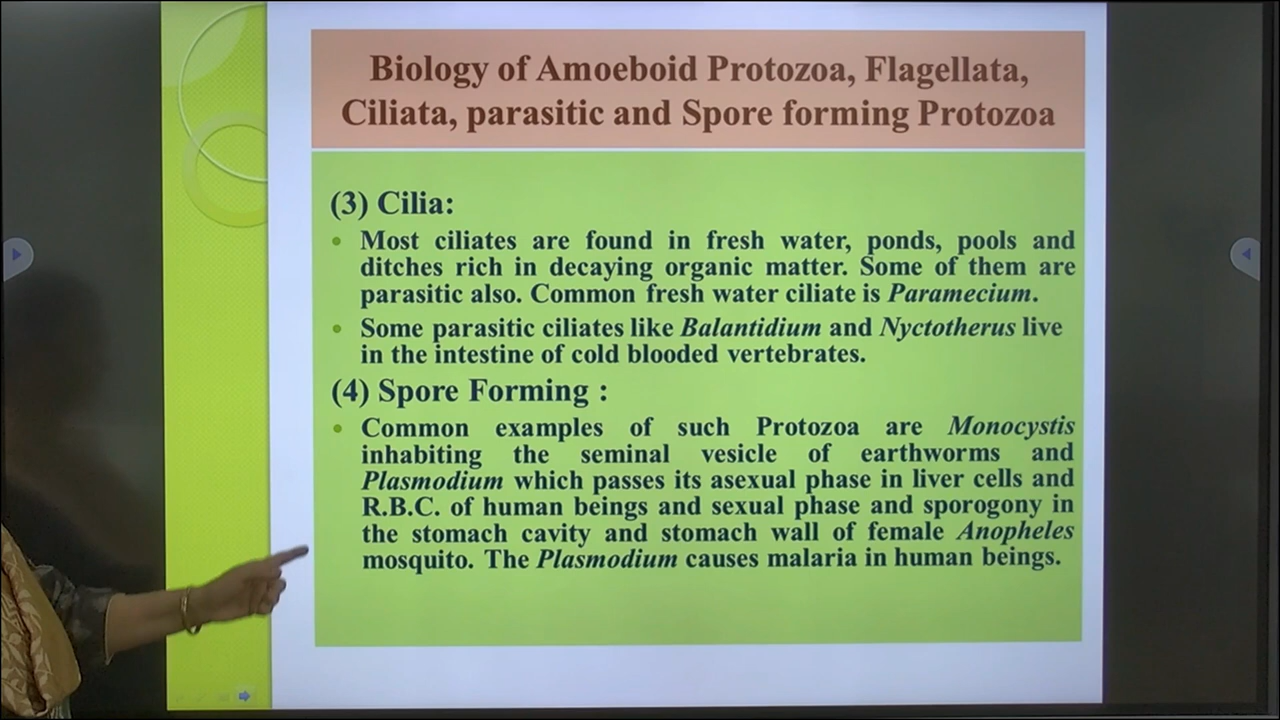 Biology of Amoeboid Protozoa, Flagellata,
Ciliata, parasitic and Spore forming Protozoa
(3) Cilia:
• Most ciliates are found in fresh water, ponds, pools and
ditches rich in decaying organic matter. Some of them are
parasitic also. Common fresh water ciliate is Paramecium.
• Some parasitic ciliates like Balantidium and Nyctotherus live
in the intestine of cold blooded vertebrates.
(4) Spore Forming :
• Common examples of such Protozoa are Monocystis
inhabiting the seminal vesicle of earthworms and
Plasmodium which passes its asexual phase in liver cells and
R.B.C. of human beings and sexual phase and sporogony in
the stomach cavity and stomach wall of female Anopheles
mosquito. The Plasmodium causes malaria in human beings.